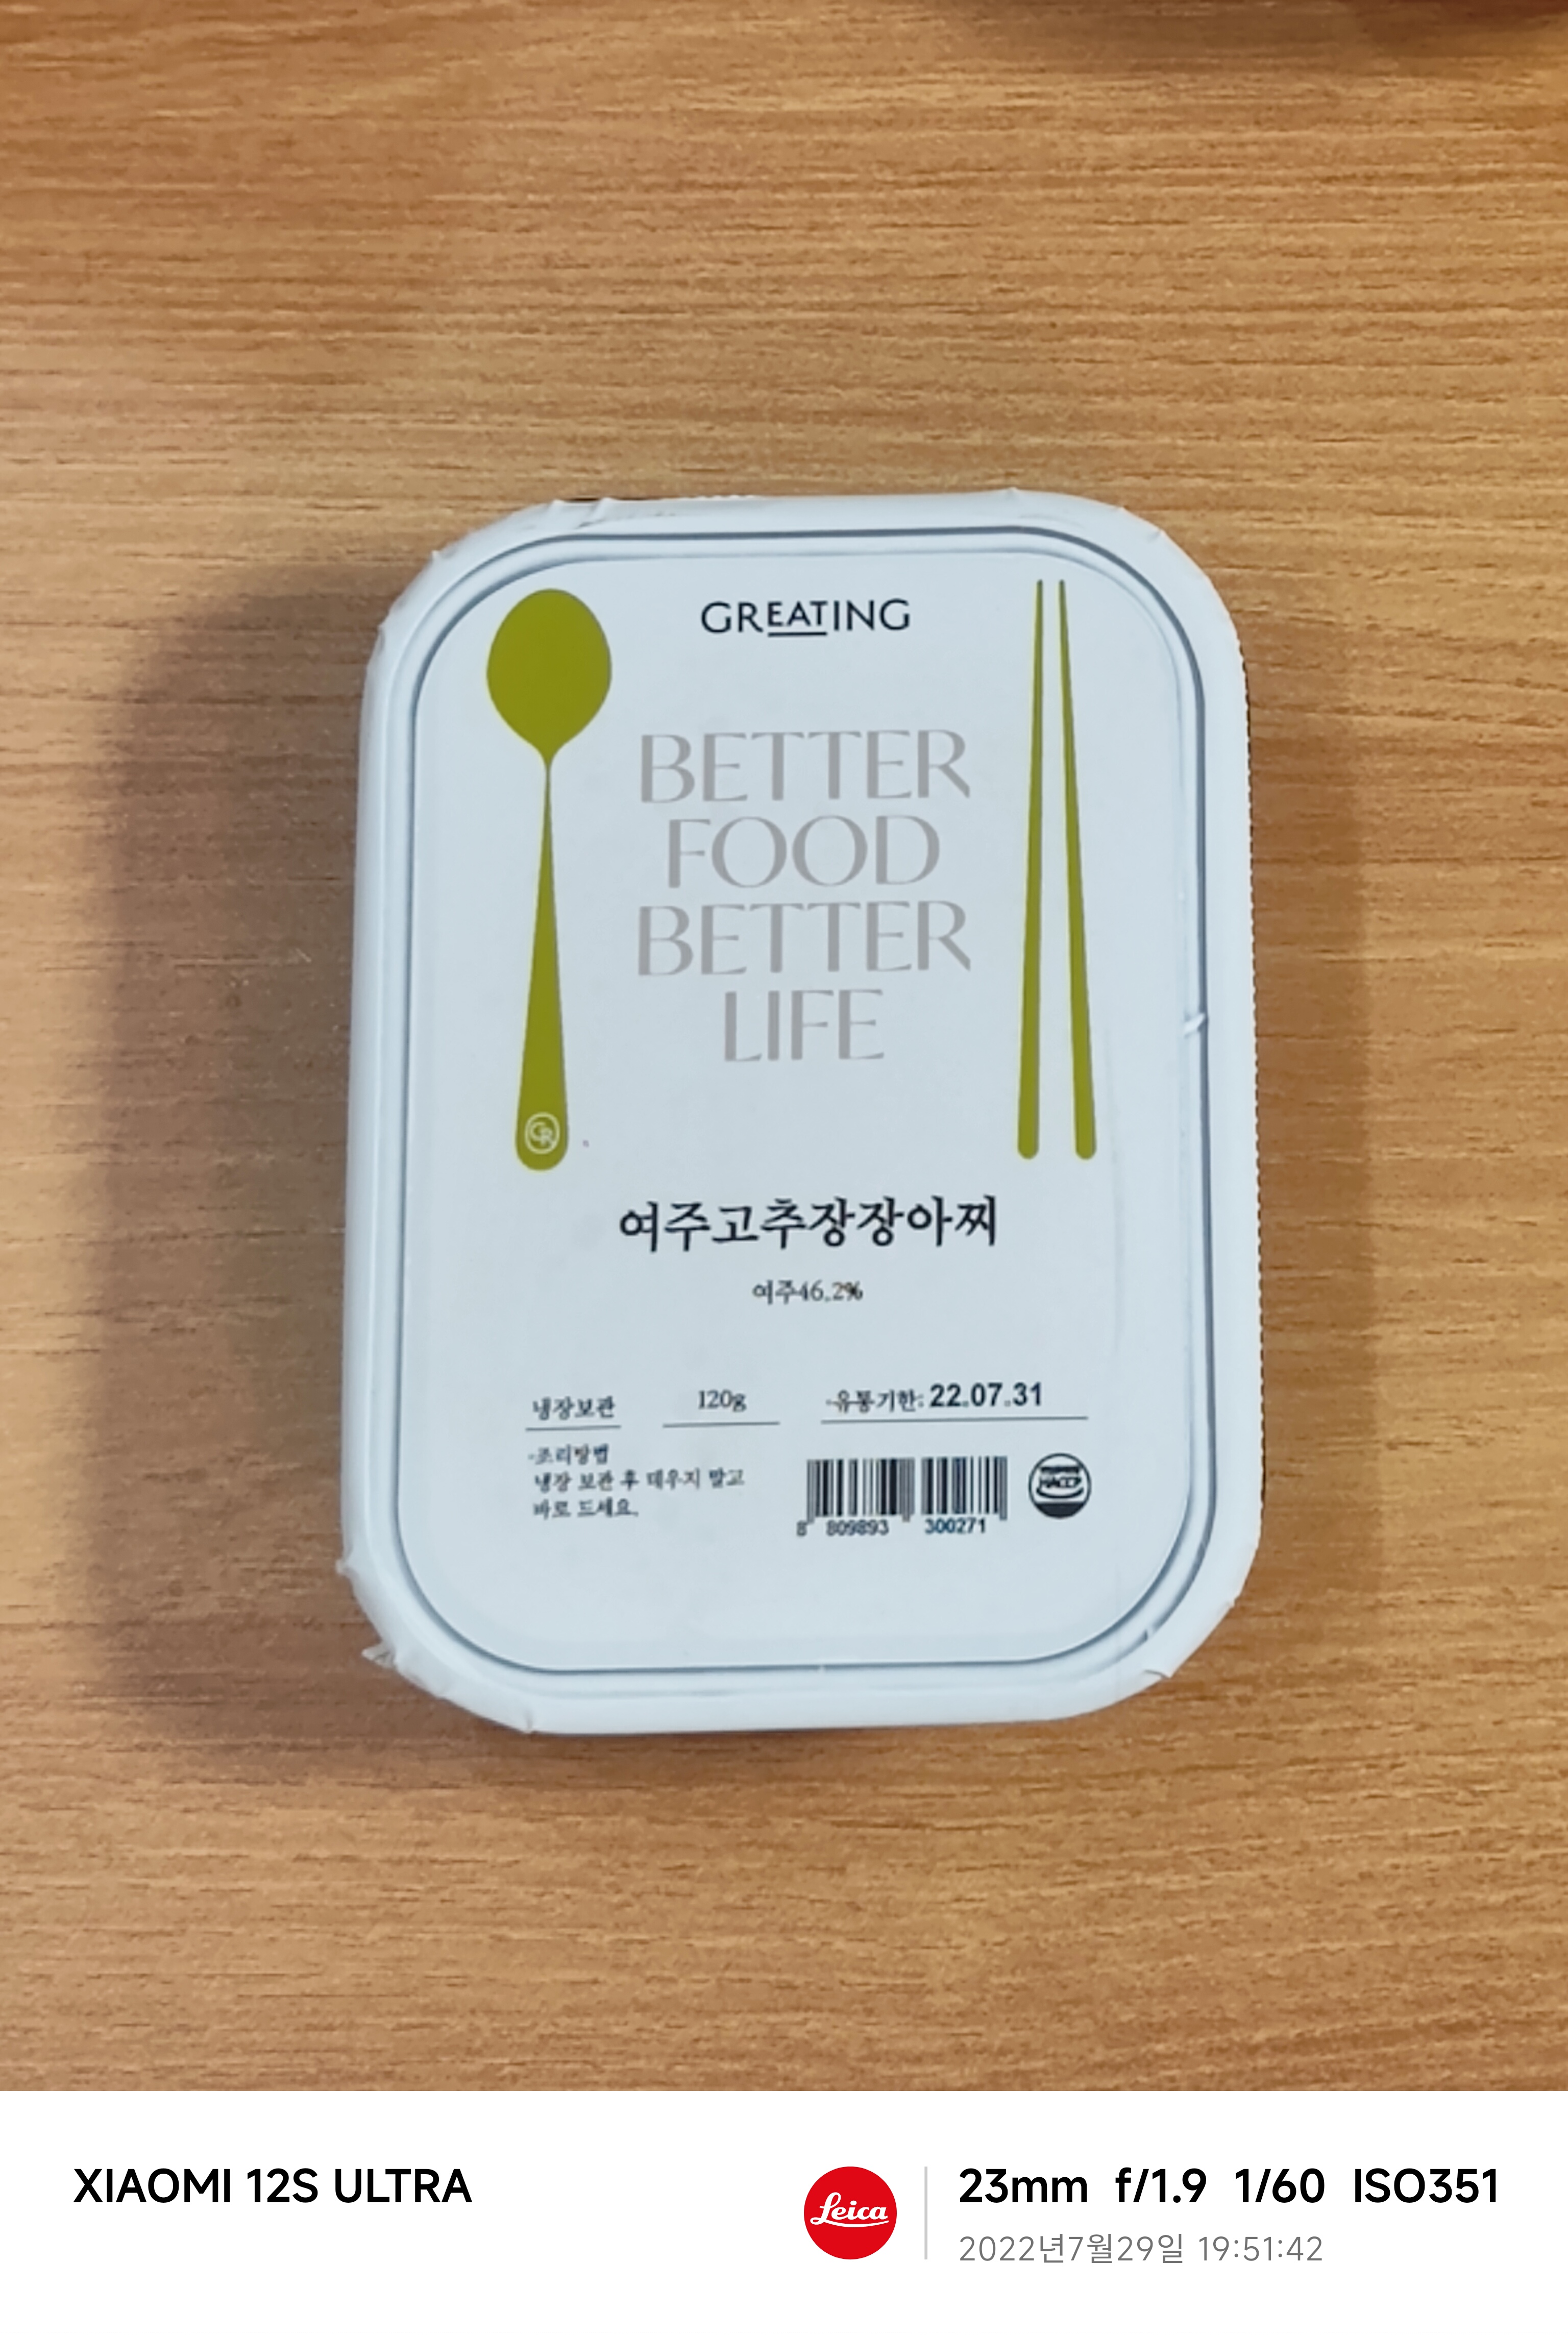 GREATING
BETTER
FOOD
BETTER
LIFE
GR
여주고추장장아찌
여주46.2%
냉장보관
120g
·유통기한: 22.07.31
·조리방법
냉장 보관 후 데우지 말고
바로 드세요.
8 809893 300271
HACCP
XIAOMI 12S ULTRA
Leica
23mm f/1.9 1/60 ISO351
2022년7월29일 19:51:42